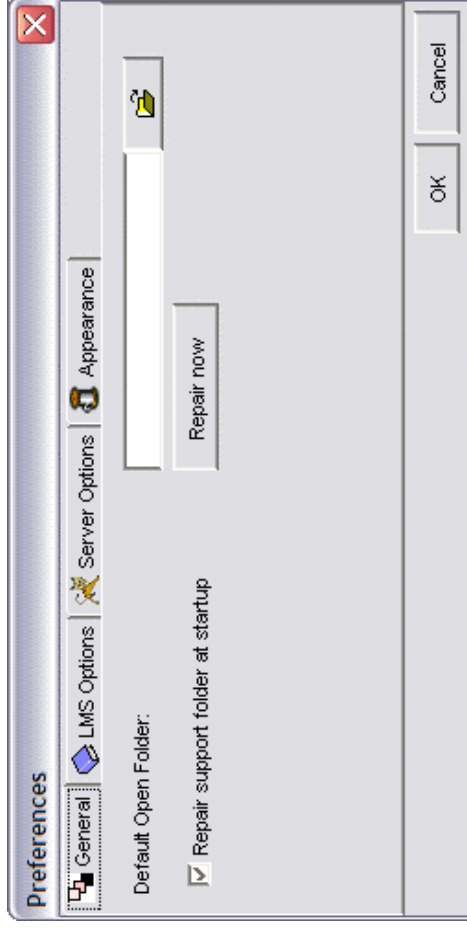 Preferences
General LMS Options Server Options Appearance
Default Open Folder:
Repair support folder at startup Repair now
OK Cancel